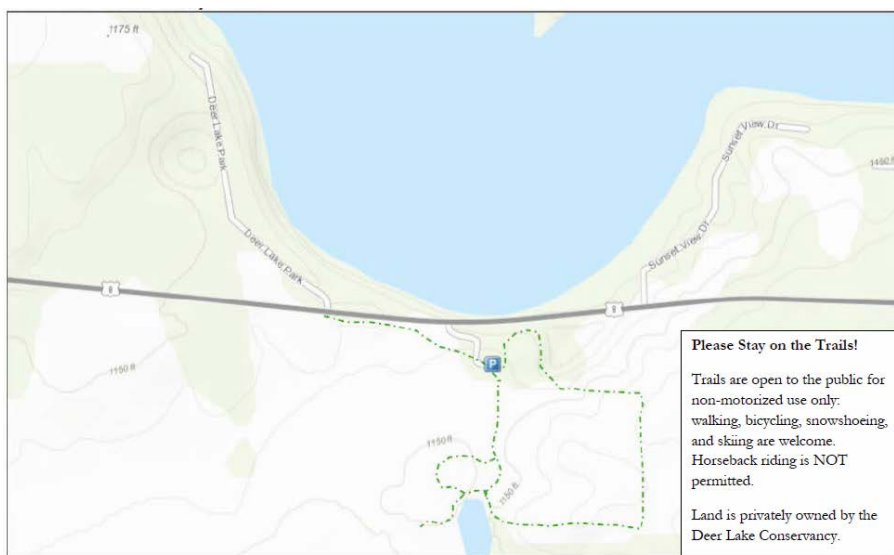 1175 ft
Deer Lake Park
Deer Lake Park
Sunset View Dr
Sunset View Dr
1150 ft
8
8
1150 ft
P
1150 ft
1150 ft
Please Stay on the Trails!
Trails are open to the public for
non-motorized use only:
walking, bicycling, snowshoeing,
and skiing are welcome.
Horseback riding is NOT
permitted.
Land is privately owned by the
Deer Lake Conservancy.